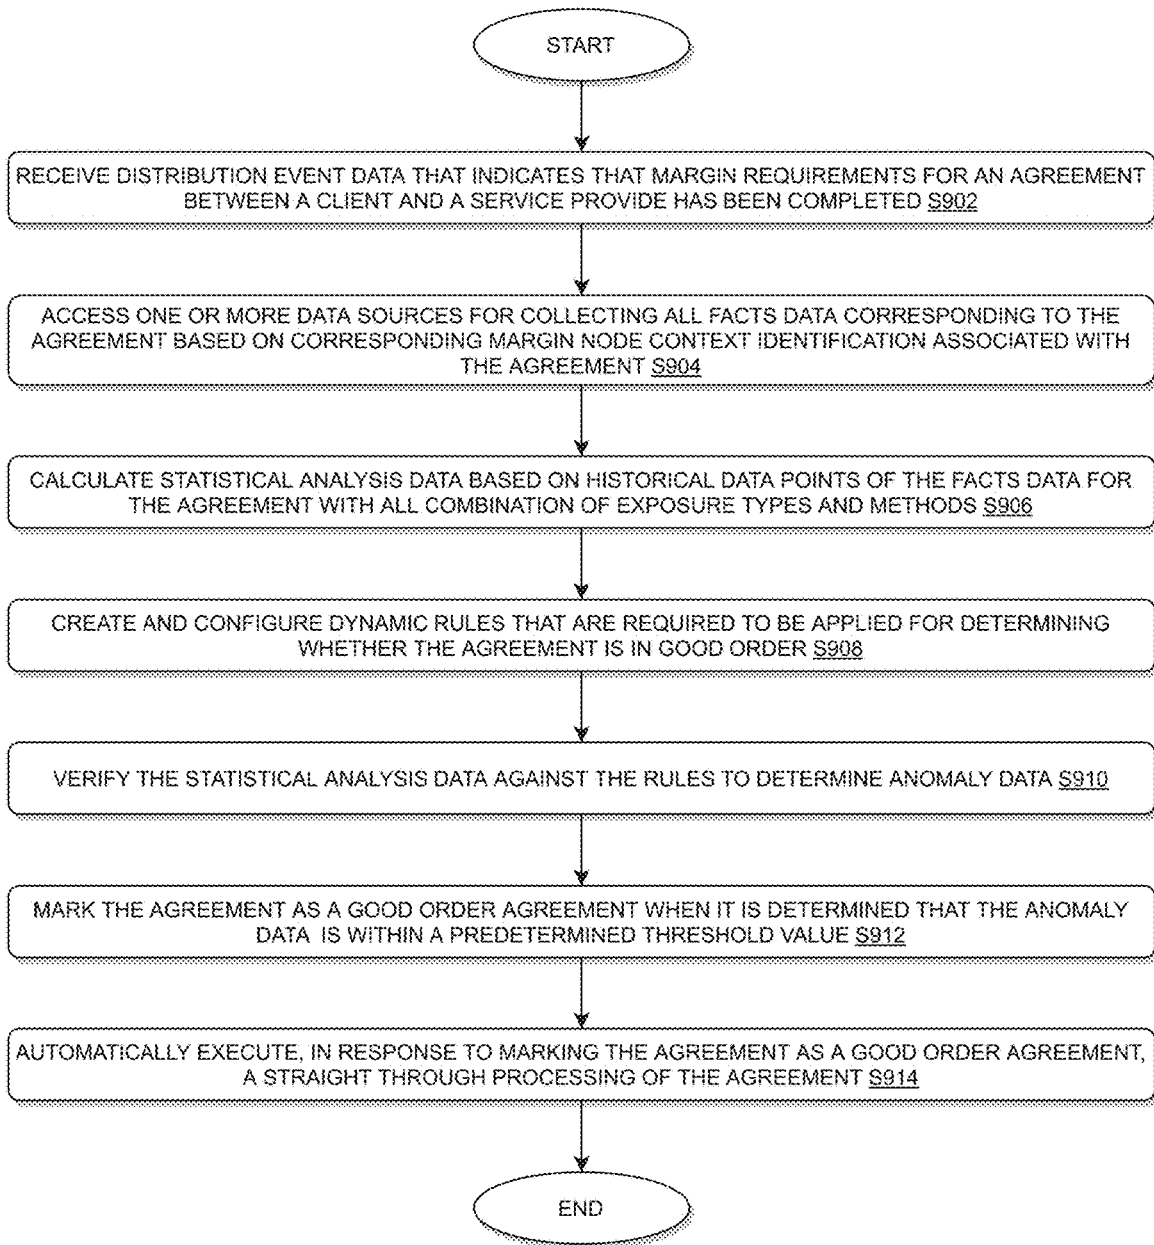 START
RECEIVE DISTRIBUTION EVENT DATA THAT INDICATES THAT MARGIN REQUIREMENTS FOR AN AGREEMENT
BETWEEN A CLIENT AND A SERVICE PROVIDE HAS BEEN COMPLETED S902
ACCESS ONE OR MORE DATA SOURCES FOR COLLECTING ALL FACTS DATA CORRESPONDING TO THE
AGREEMENT BASED ON CORRESPONDING MARGIN NODE CONTEXT IDENTIFICATION ASSOCIATED WITH
THE AGREEMENT S904
CALCULATE STATISTICAL ANALYSIS DATA BASED ON HISTORICAL DATA POINTS OF THE FACTS DATA FOR
THE AGREEMENT WITH ALL COMBINATION OF EXPOSURE TYPES AND METHODS S906
CREATE AND CONFIGURE DYNAMIC RULES THAT ARE REQUIRED TO BE APPLIED FOR DETERMINING
WHETHER THE AGREEMENT IS IN GOOD ORDER S908
VERIFY THE STATISTICAL ANALYSIS DATA AGAINST THE RULES TO DETERMINE ANOMALY DATA S910
MARK THE AGREEMENT AS A GOOD ORDER AGREEMENT WHEN IT IS DETERMINED THAT THE ANOMALY
DATA IS WITHIN A PREDETERMINED THRESHOLD VALUE S912
AUTOMATICALLY EXECUTE, IN RESPONSE TO MARKING THE AGREEMENT AS A GOOD ORDER AGREEMENT,
A STRAIGHT THROUGH PROCESSING OF THE AGREEMENT S914
END